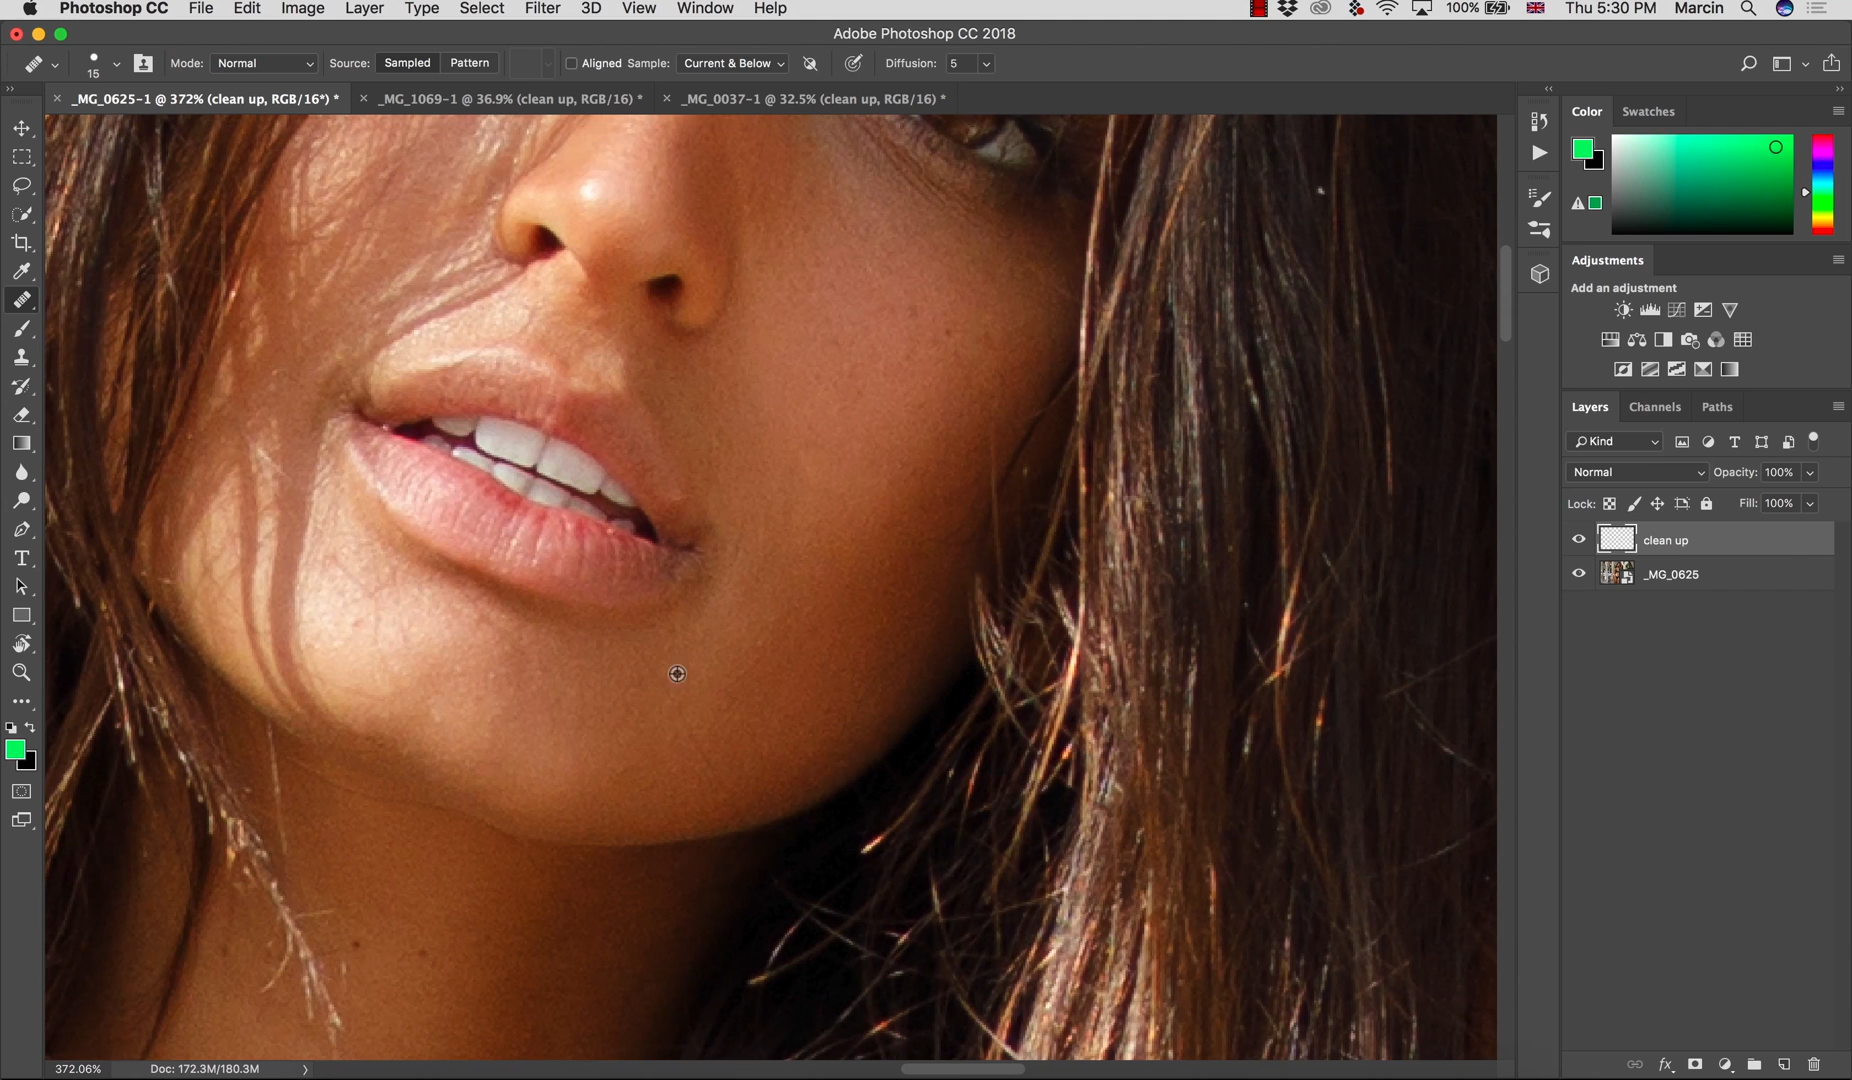 Photoshop CC File Edit Image Layer Type Select Filter 3D View Window Help 100% Thu 5:30 PM Marcin
Adobe Photoshop CC 2018
15 Mode: Normal Source: Sampled Pattern Aligned Sample: Current & Below Diffusion: 5
_MG_0625-1 @ 372% (clean up, RGB/16*) * _MG_1069-1 @ 36.9% (clean up, RGB/16) * _MG_0037-1 @ 32.5% (clean up, RGB/16) *
Color Swatches
Adjustments
Add an adjustment
Layers Channels Paths
Kind
Normal Opacity: 100%
Lock: Fill: 100%
clean up
_MG_0625
372.06% Doc: 172.3M/180.3M